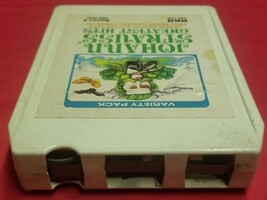 JOHANN
STRAUSS
GREATEST HITS
VARIETY PACK